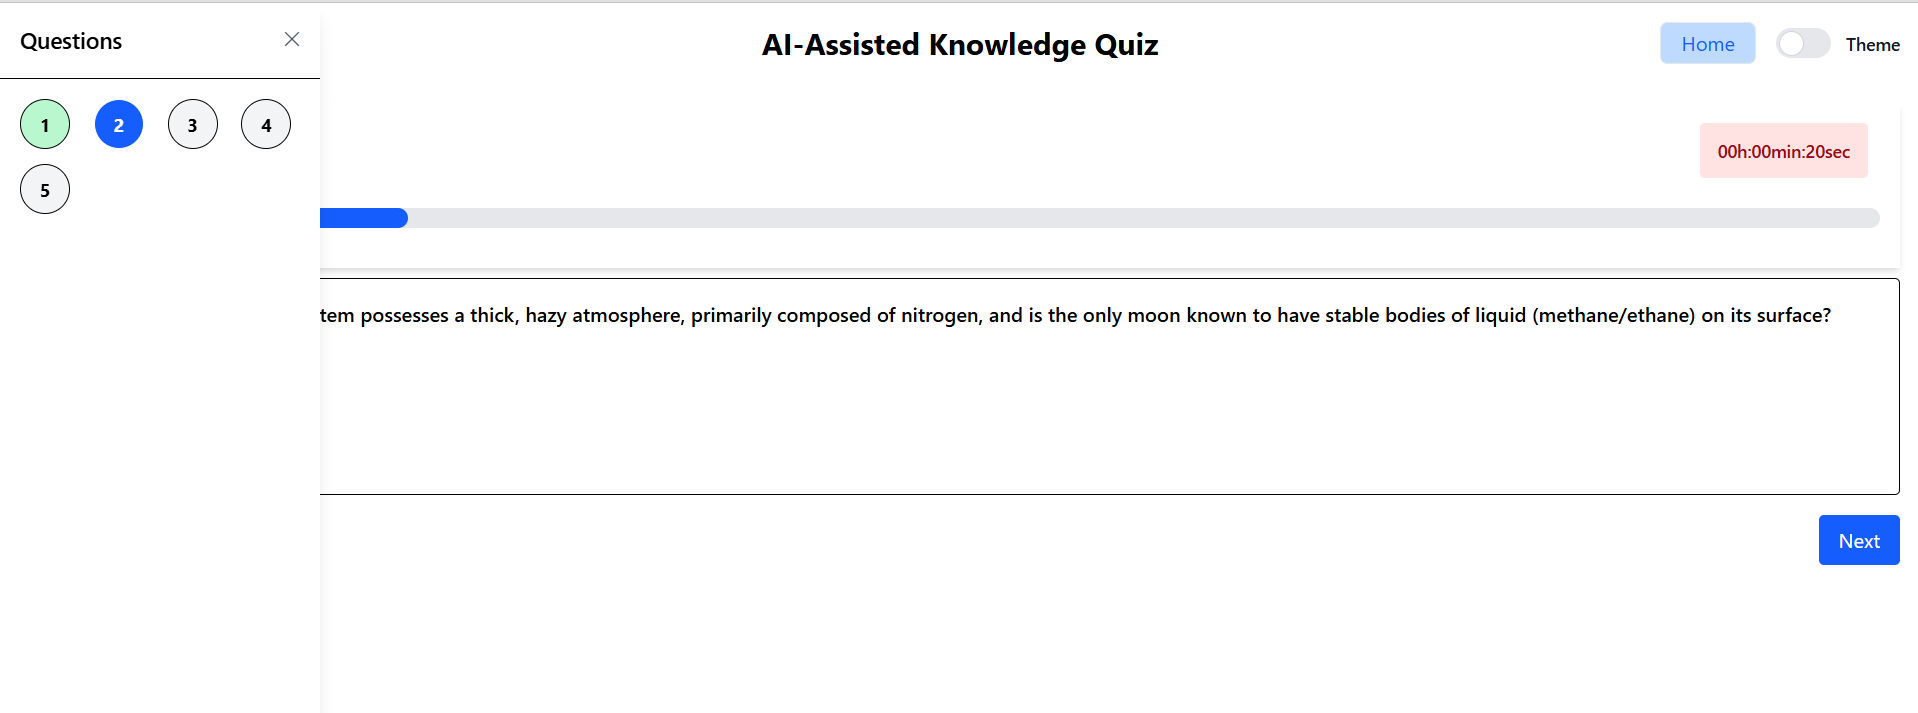 Questions
AI-Assisted Knowledge Quiz
Home
Theme
1
2
3
4
5
00h:00min:20sec
tem possesses a thick, hazy atmosphere, primarily composed of nitrogen, and is the only moon known to have stable bodies of liquid (methane/ethane) on its surface?
Next